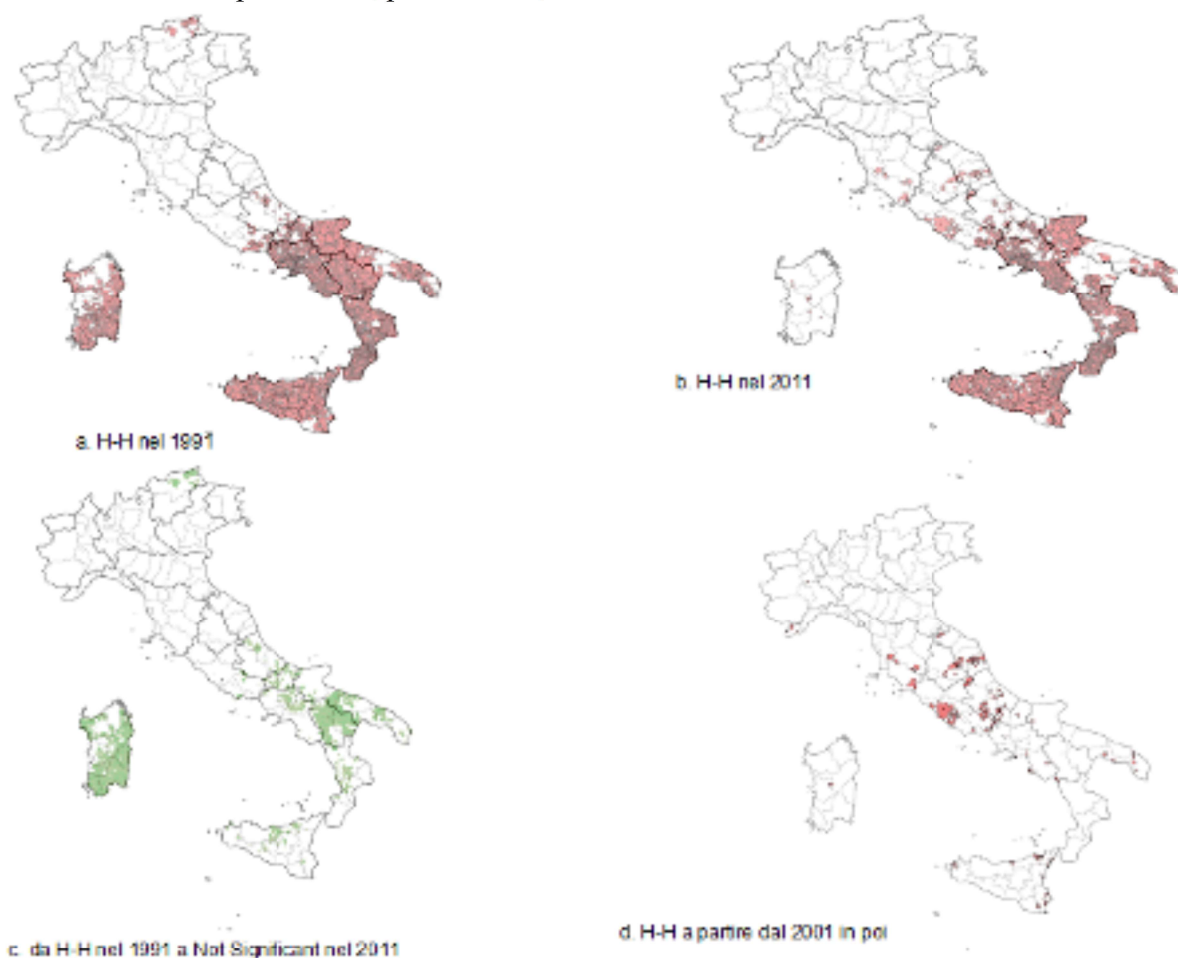 a. H-H nel 1991
b. H-H nel 2011
c. da H-H nel 1991 a Not Significant nel 2011
d. H-H a partire dal 2001 in poi